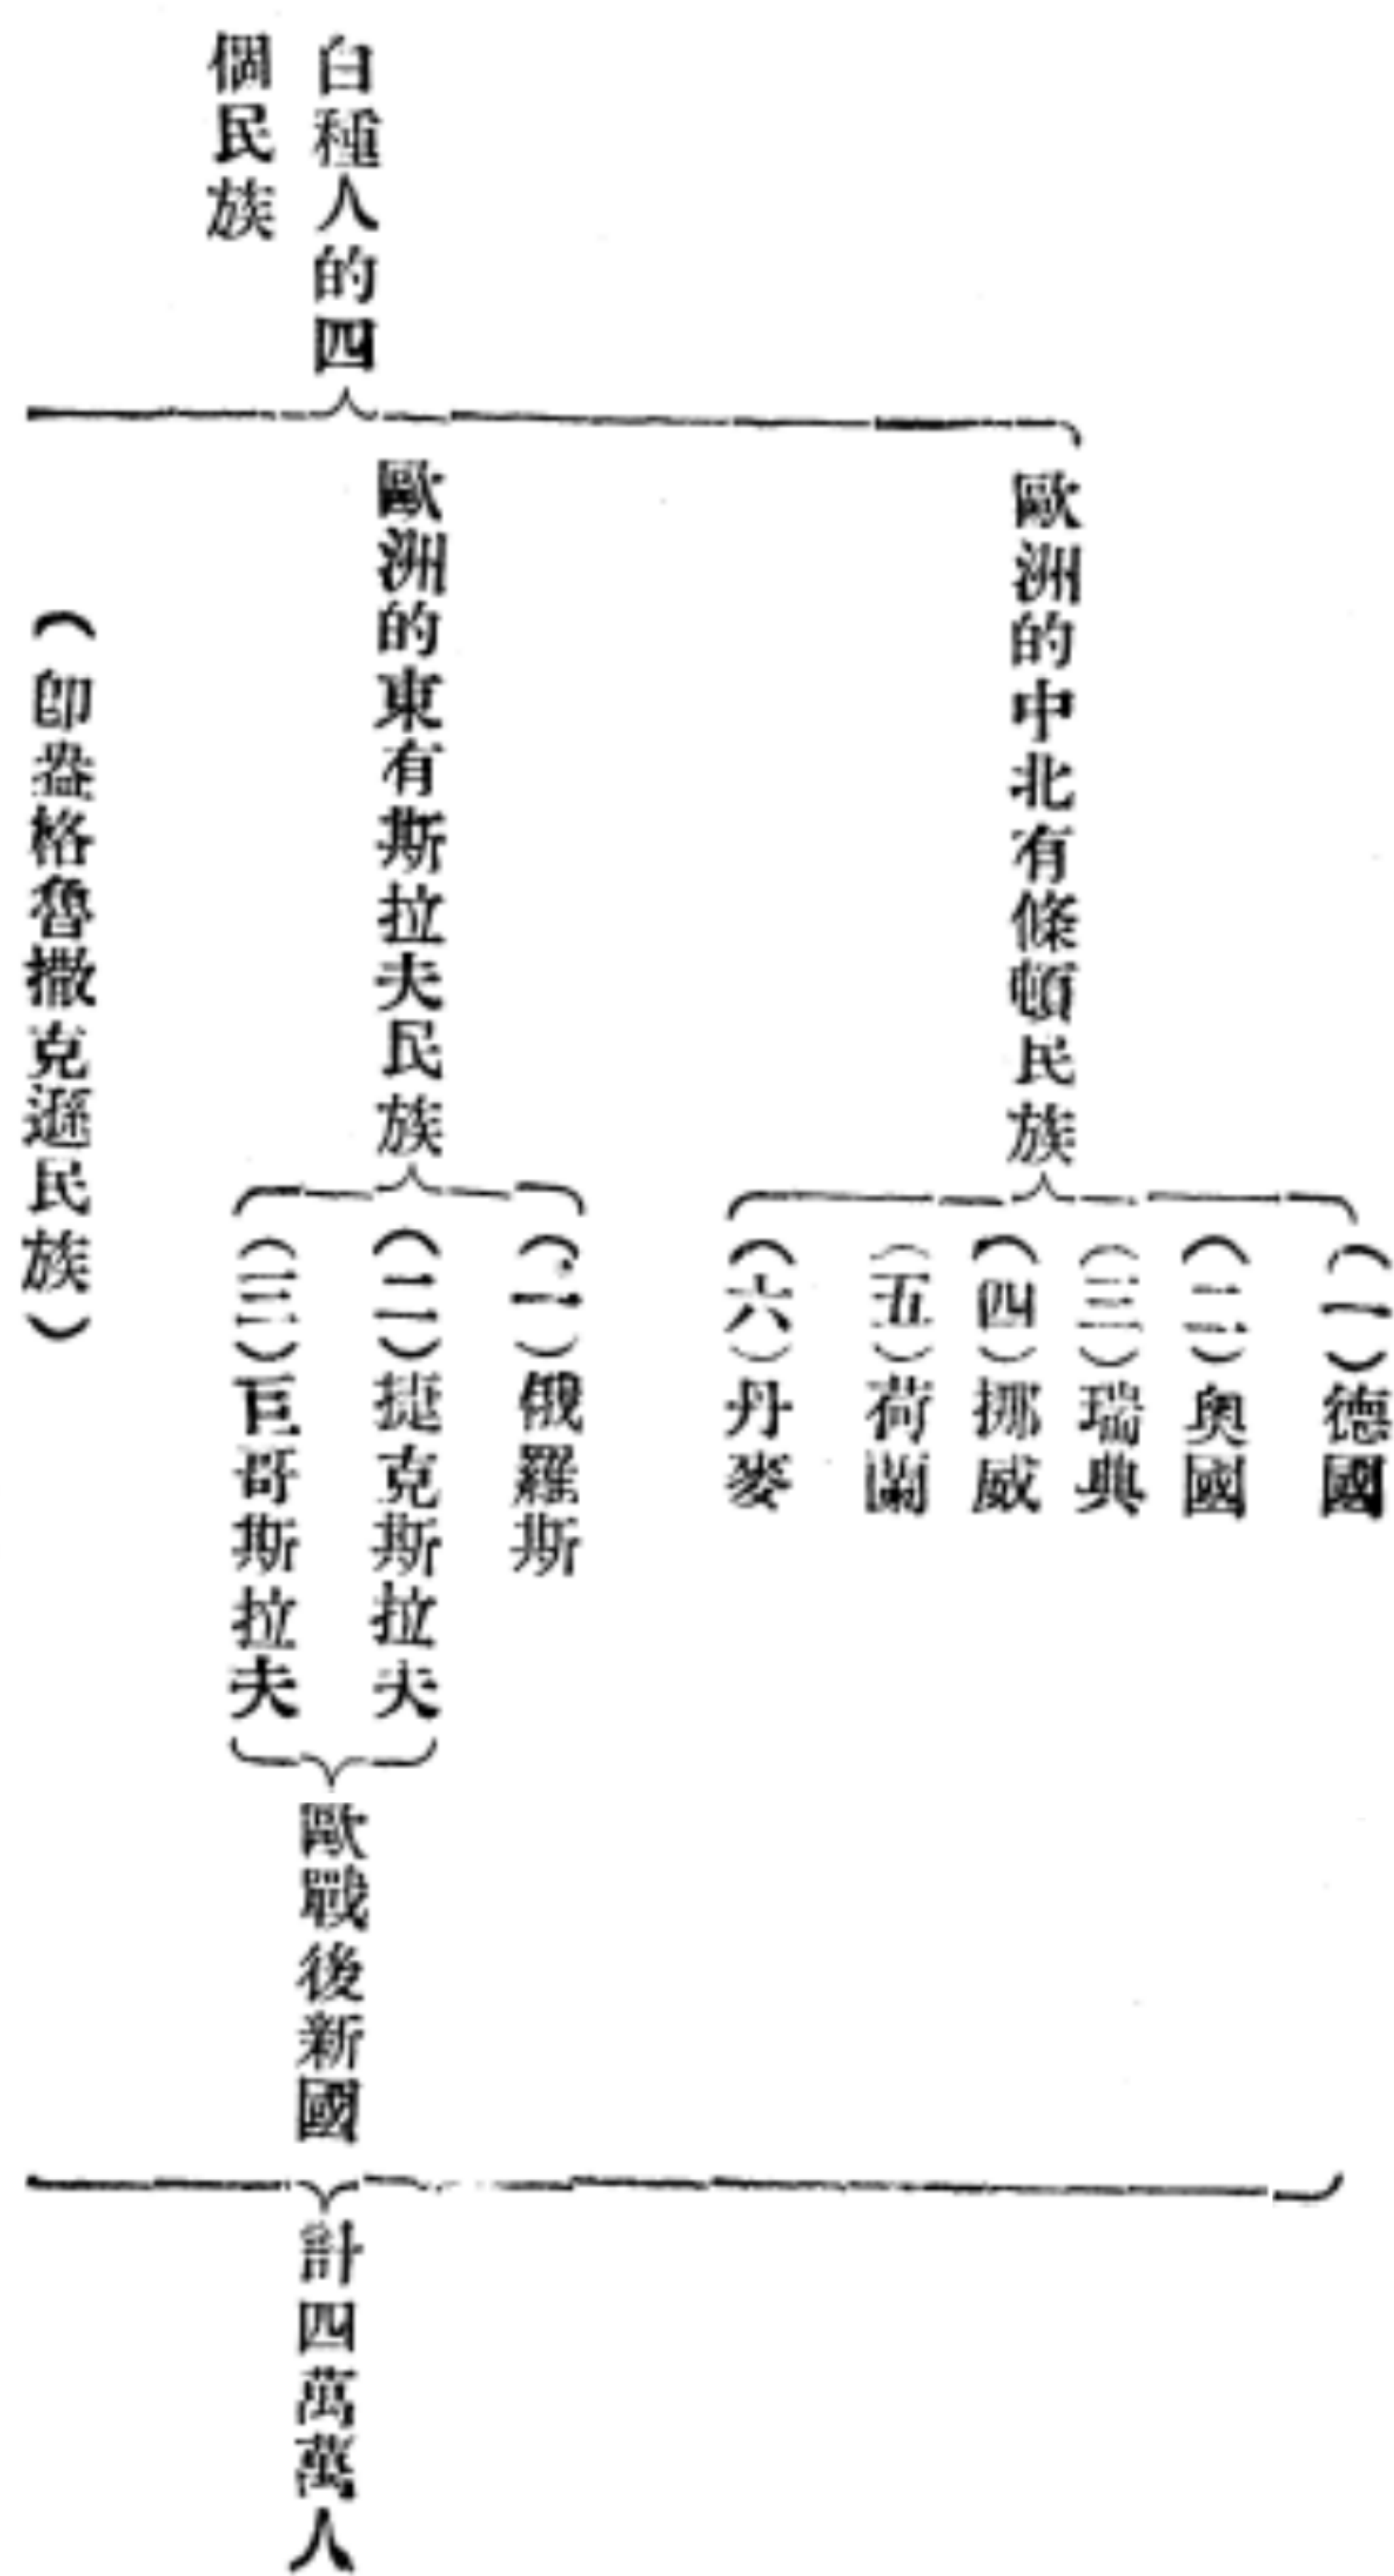 白種人的四
個民族
歐洲的中北有條頓民族
(一)德國
(二)奧國
(三)瑞典
(四)挪威
(五)荷蘭
(六)丹麥
歐洲的東有斯拉夫民族
(一)俄羅斯
(二)捷克斯拉夫
(三)巨哥斯拉夫
歐戰後新國
(卽盎格魯撒克遜民族)
計四萬萬人